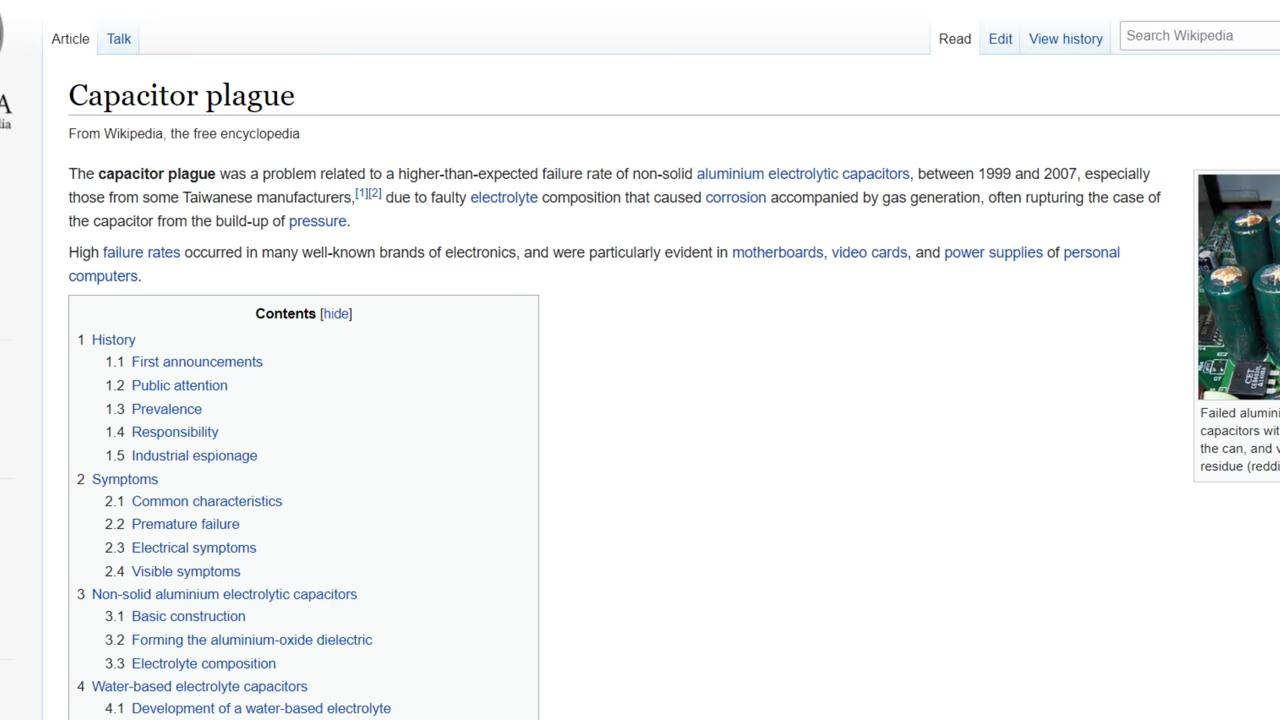 A
ia
Article Talk Read Edit View history Search Wikipedia
Capacitor plague
From Wikipedia, the free encyclopedia
The capacitor plague was a problem related to a higher-than-expected failure rate of non-solid aluminium electrolytic capacitors, between 1999 and 2007, especially
those from some Taiwanese manufacturers,[1][2] due to faulty electrolyte composition that caused corrosion accompanied by gas generation, often rupturing the case of
the capacitor from the build-up of pressure.
High failure rates occurred in many well-known brands of electronics, and were particularly evident in motherboards, video cards, and power supplies of personal
computers.
Contents [hide]
1 History
1.1 First announcements
1.2 Public attention
1.3 Prevalence
1.4 Responsibility
1.5 Industrial espionage
2 Symptoms
2.1 Common characteristics
2.2 Premature failure
2.3 Electrical symptoms
2.4 Visible symptoms
3 Non-solid aluminium electrolytic capacitors
3.1 Basic construction
3.2 Forming the aluminium-oxide dielectric
3.3 Electrolyte composition
4 Water-based electrolyte capacitors
4.1 Development of a water-based electrolyte
CET
Failed alumini
capacitors wit
the can, and v
residue (reddi